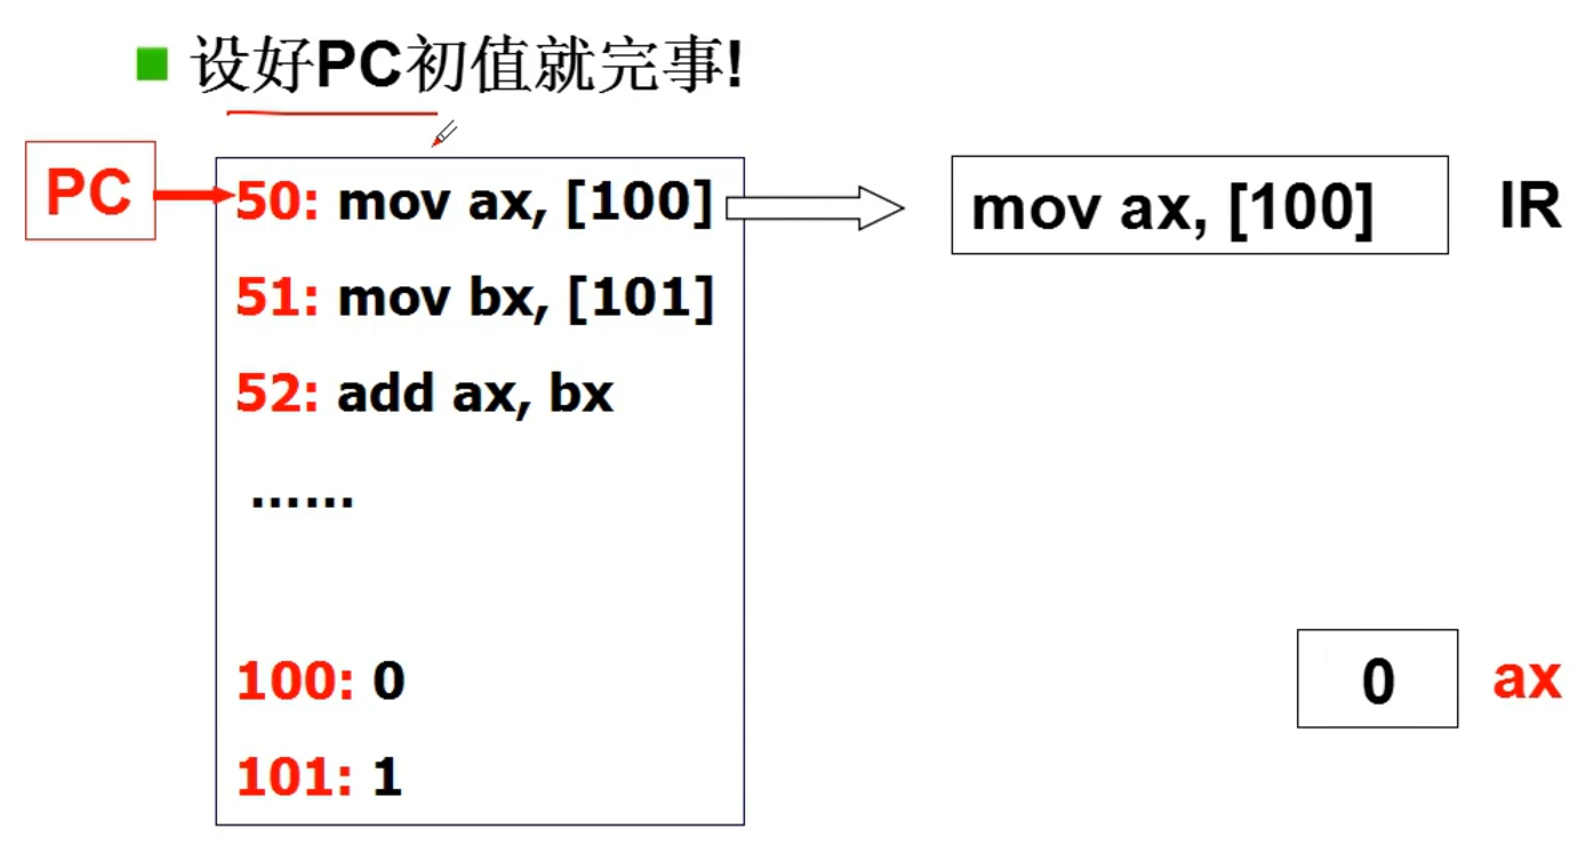 设好PC初值就完事!
PC
50: mov ax, [100]
51: mov bx, [101]
52: add ax, bx
......
100: 0
101: 1
mov ax, [100]
IR
0
ax